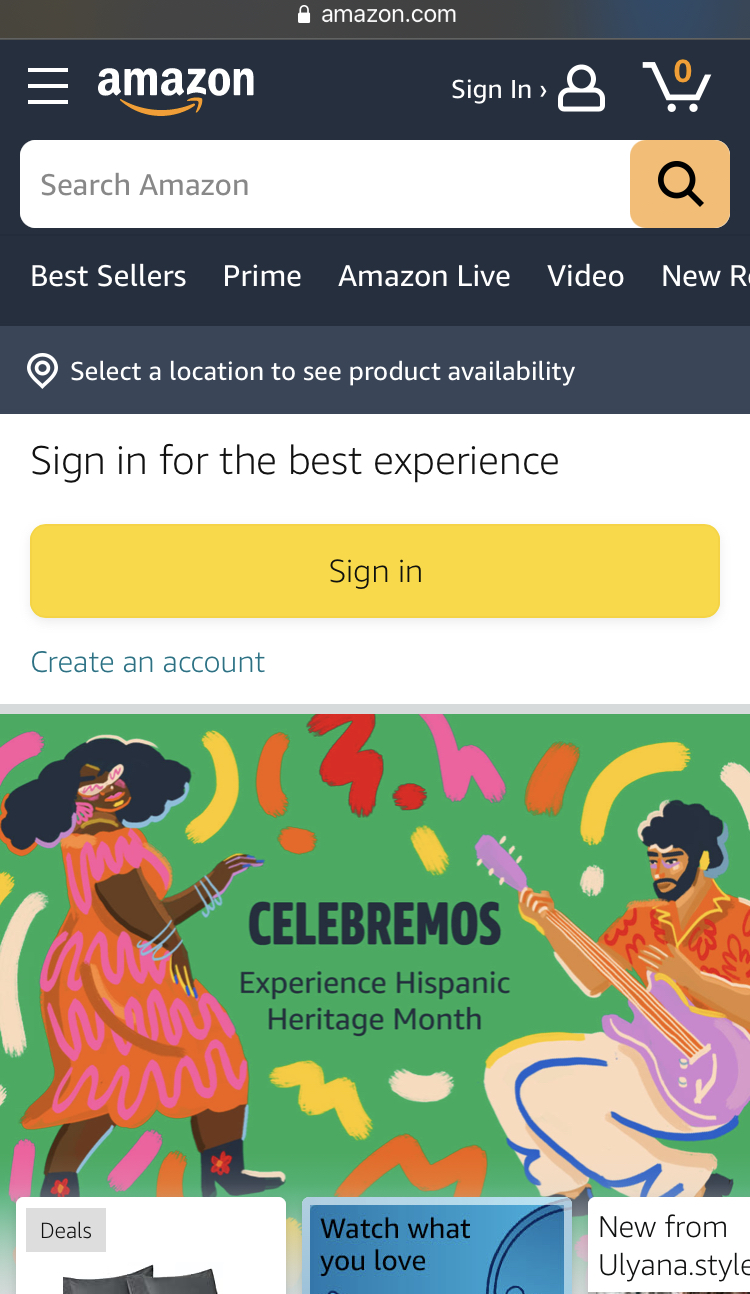 amazon.com
amazon
Sign In ›
0
Search Amazon
Best Sellers Prime Amazon Live Video New
Select a location to see product availability
Sign in for the best experience
Sign in
Create an account
CELEBREMOS
Experience Hispanic
Heritage Month
Deals
Watch what
you love
New from
Ulyana.style